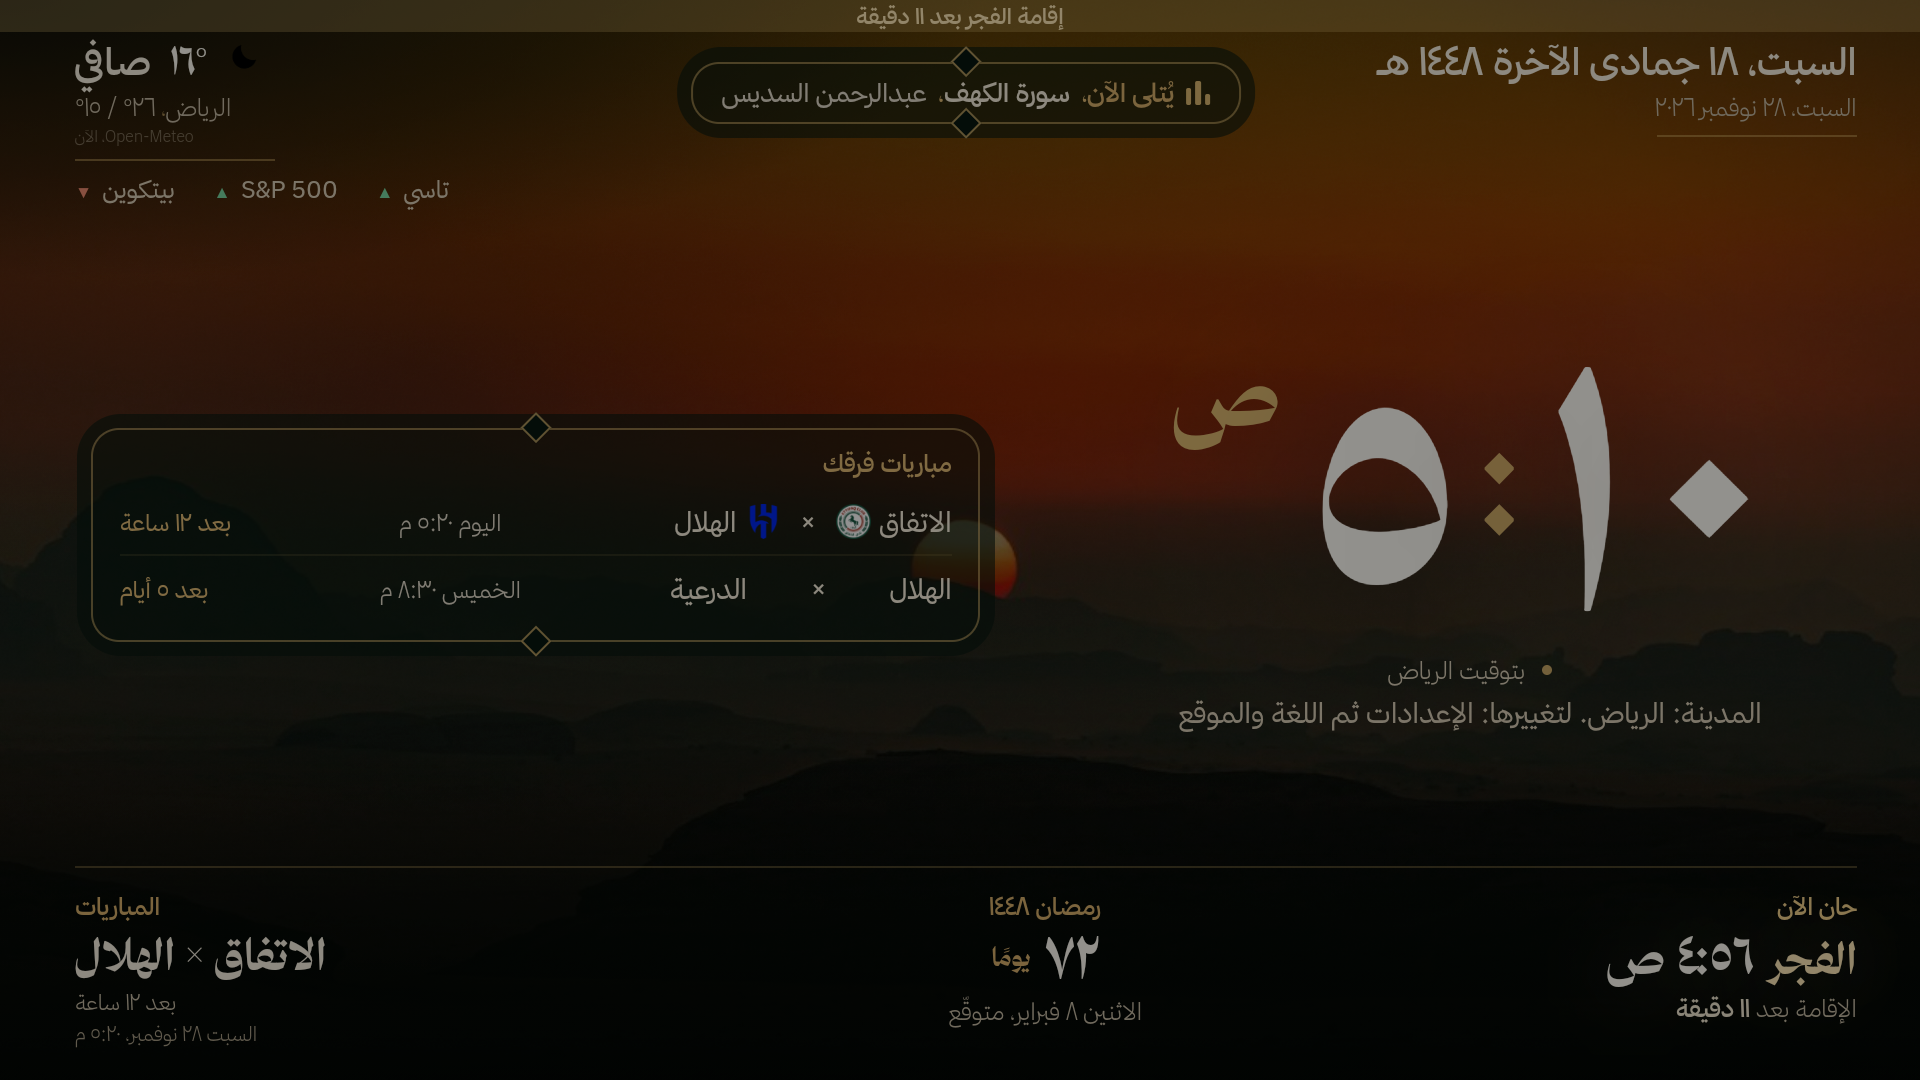 إقامة الفجر بعد ١١ دقيقة
السبت، ١٨ جمادى الآخرة ١٤٤٨ هـ
السبت، ٢٨ نوفمبر ٢٠٢٦
يُتلى الآن، سورة الكهف، عبدالرحمن السديس
١٦° صافي
الرياض، ٢٦° / ١٥°
Open-Meteo، الآن
تاسي ▲ S&P 500 ▲ بيتكوين ▼
٥:١٠ ص
بتوقيت الرياض
المدينة: الرياض. لتغييرها: الإعدادات ثم اللغة والموقع
مباريات فرقك
الاتفاق × الهلال اليوم ٥:٢٠ م بعد ١٢ ساعة
الهلال × الدرعية الخميس ٨:٣٠ م بعد ٥ أيام
حان الآن
الفجر ٤:٥٦ ص
الإقامة بعد ١١ دقيقة
رمضان ١٤٤٨
٧٢ يومًا
الاثنين ٨ فبراير، متوقّع
المباريات
الاتفاق × الهلال
بعد ١٢ ساعة
السبت ٢٨ نوفمبر، ٥:٢٠ م